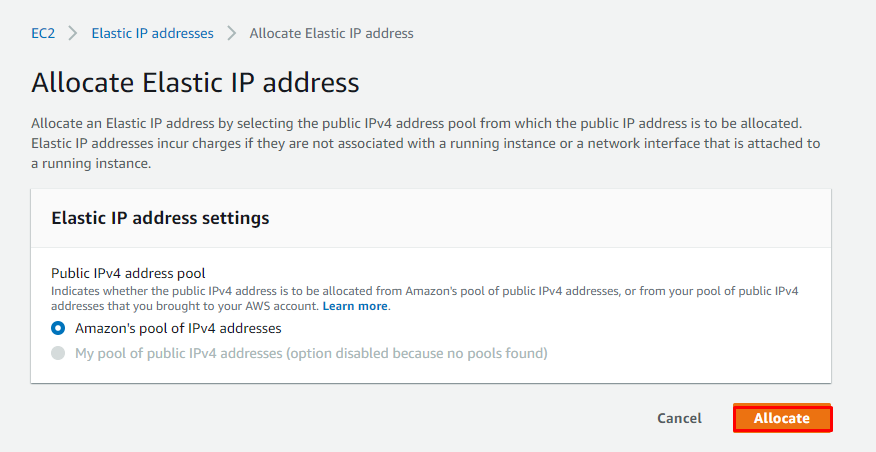 EC2 > Elastic IP addresses > Allocate Elastic IP address
Allocate Elastic IP address
Allocate an Elastic IP address by selecting the public IPv4 address pool from which the public IP address is to be allocated.
Elastic IP addresses incur charges if they are not associated with a running instance or a network interface that is attached to
a running instance.
Elastic IP address settings
Public IPv4 address pool
Indicates whether the public IPv4 address is to be allocated from Amazon's pool of public IPv4 addresses, or from your pool of public IPv4
addresses that you brought to your AWS account. Learn more.
Amazon's pool of IPv4 addresses
My pool of public IPv4 addresses (option disabled because no pools found)
Cancel Allocate